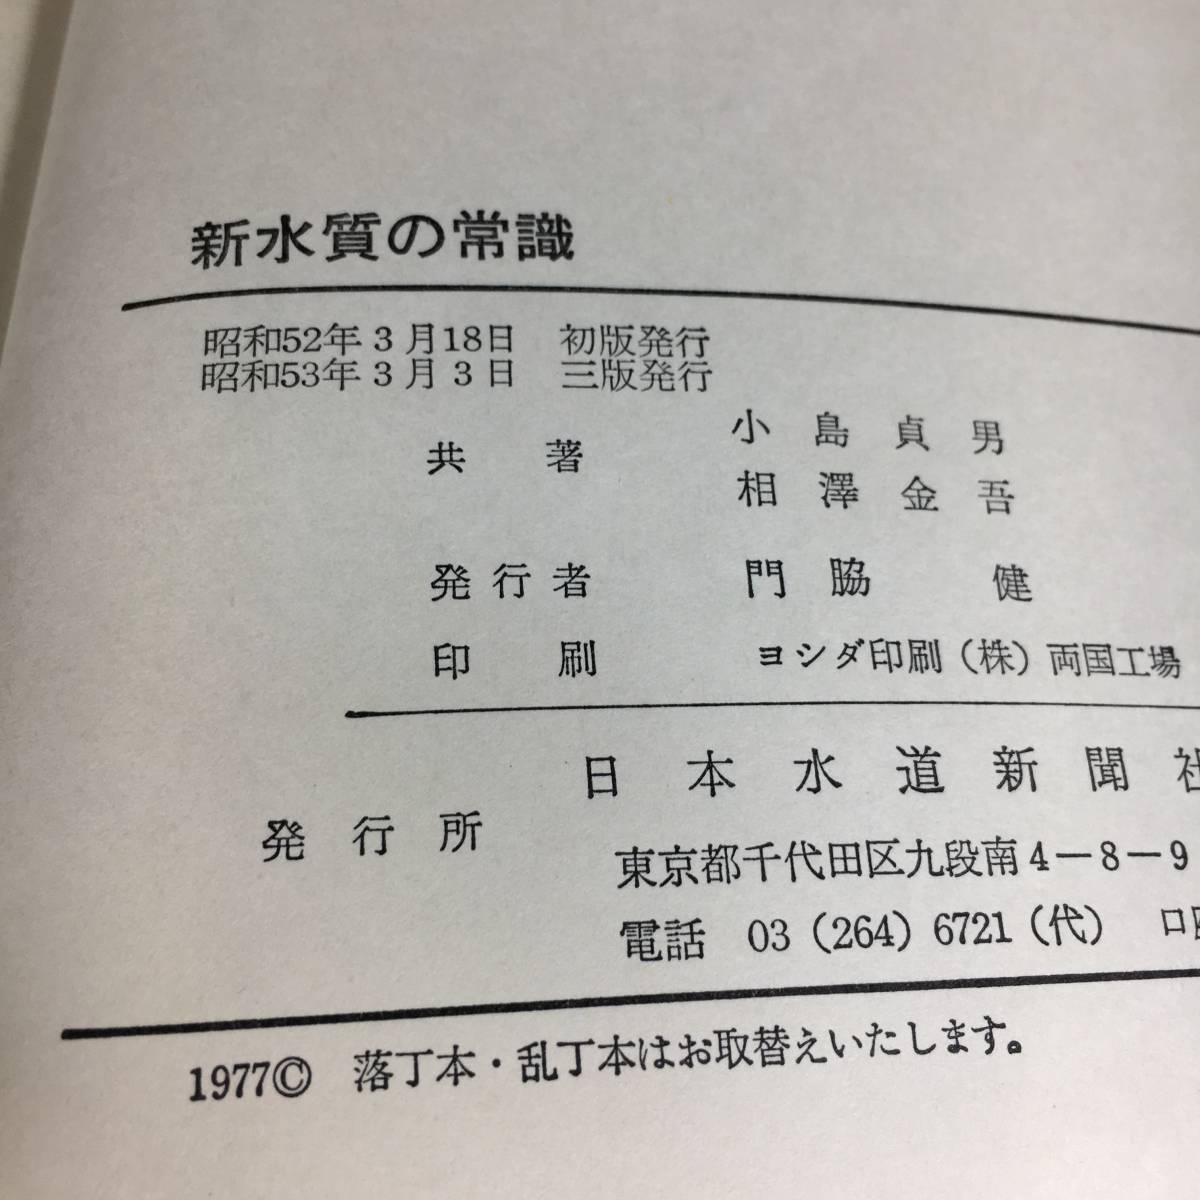 新水質の常識
昭和52年3月18日 初版発行
昭和53年3月3日 三版発行
共著 小島貞男
相澤金吾
発行者 門脇 健
印刷 ヨシダ印刷(株)両国工場
発行所 日本水道新聞社
東京都千代田区九段南4-8-9
電話 03(264)6721(代)
1977© 落丁本・乱丁本はお取替えいたします。